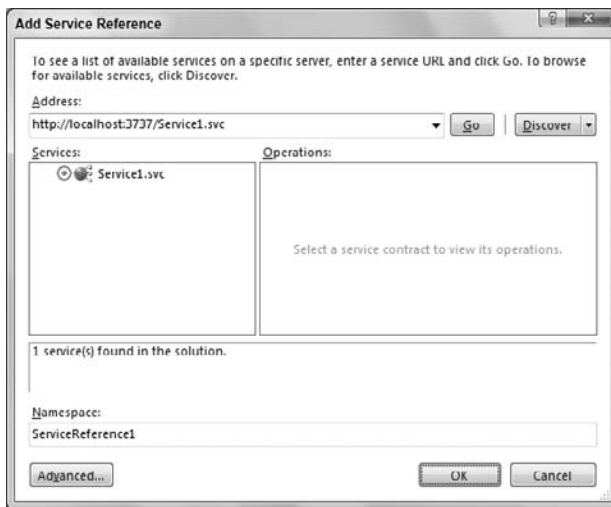 Add Service Reference
To see a list of available services on a specific server, enter a service URL and click Go. To browse
for available services, click Discover.
Address:
http://localhost:3737/Service1.svc
Go
Discover
Services:
Operations:
Service1.svc
Select a service contract to view its operations.
1 service(s) found in the solution.
Namespace:
ServiceReference1
Advanced...
OK
Cancel